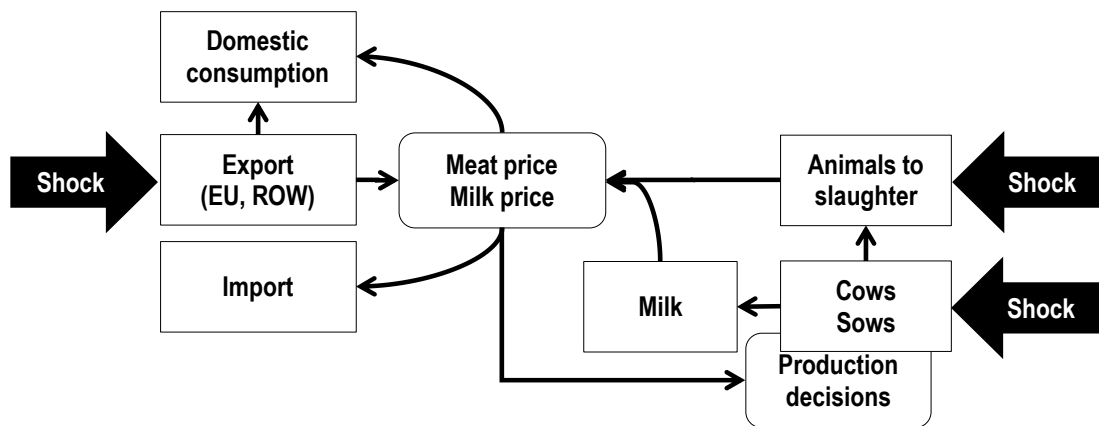 Domestic
consumption
Shock
Export
(EU, ROW)
Meat price
Milk price
Animals to
slaughter
Shock
Import
Milk
Cows
Sows
Shock
Production
decisions